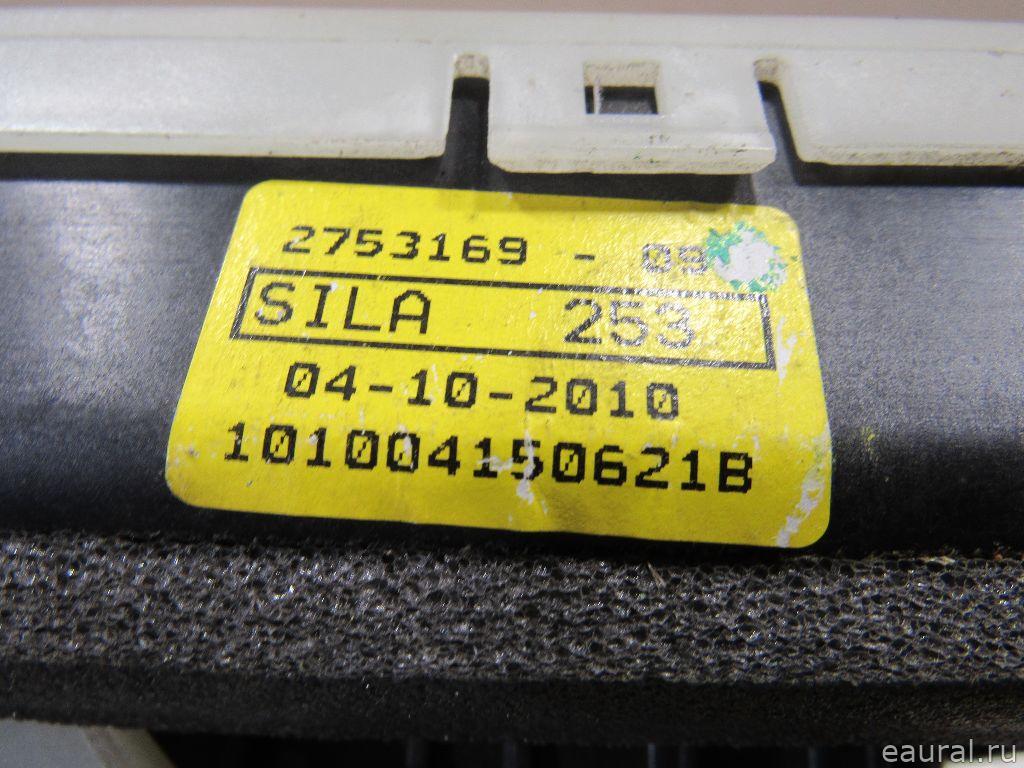 2753169 - 09
SILA 253
04-10-2010
101004150621B
eaural.ru